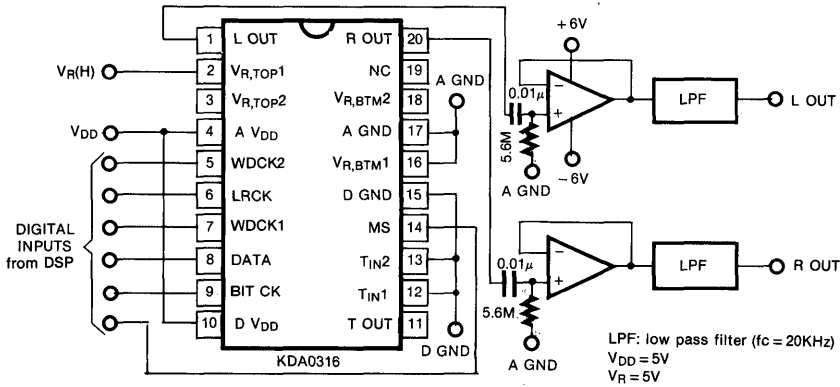 1 L OUT R OUT 20
V_R(H) 2 V_R,TOP1 NC 19
3 V_R,TOP2 V_R,BTM2 18
V_DD 4 A V_DD A GND 17
5 WDCK2 V_R,BTM1 16
6 LRCK D GND 15
7 WDCK1 MS 14
8 DATA T_IN2 13
9 BIT CK T_IN1 12
10 D V_DD T OUT 11
KDA0316
DIGITAL
INPUTS
from DSP
A GND
D GND
+6V
0.01μ
−
+
5.6M
A GND
−6V
LPF
L OUT
0.01μ
−
+
5.6M
A GND
LPF
R OUT
LPF: low pass filter (fc = 20KHz)
V_DD = 5V
V_R = 5V